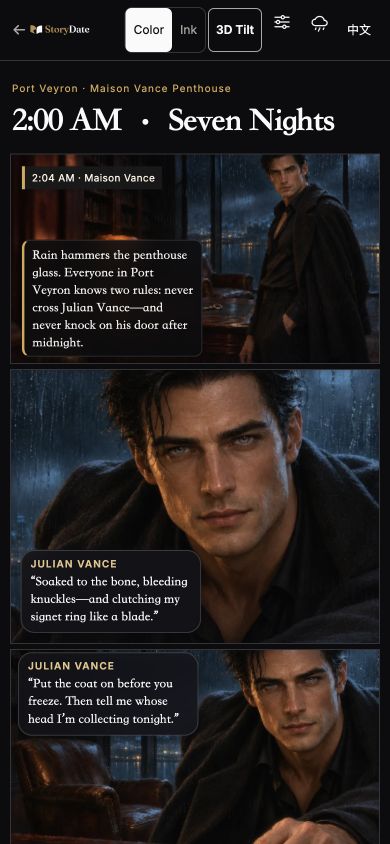 StoryDate
Color
Ink
3D Tilt
中文
Port Veyron · Maison Vance Penthouse
2:00 AM • Seven Nights
2:04 AM · Maison Vance
Rain hammers the penthouse
glass. Everyone in Port
Veyron knows two rules: never
cross Julian Vance—and
never knock on his door after
midnight.
JULIAN VANCE
“Soaked to the bone, bleeding
knuckles—and clutching my
signet ring like a blade.”
JULIAN VANCE
“Put the coat on before you
freeze. Then tell me whose
head I’m collecting tonight.”